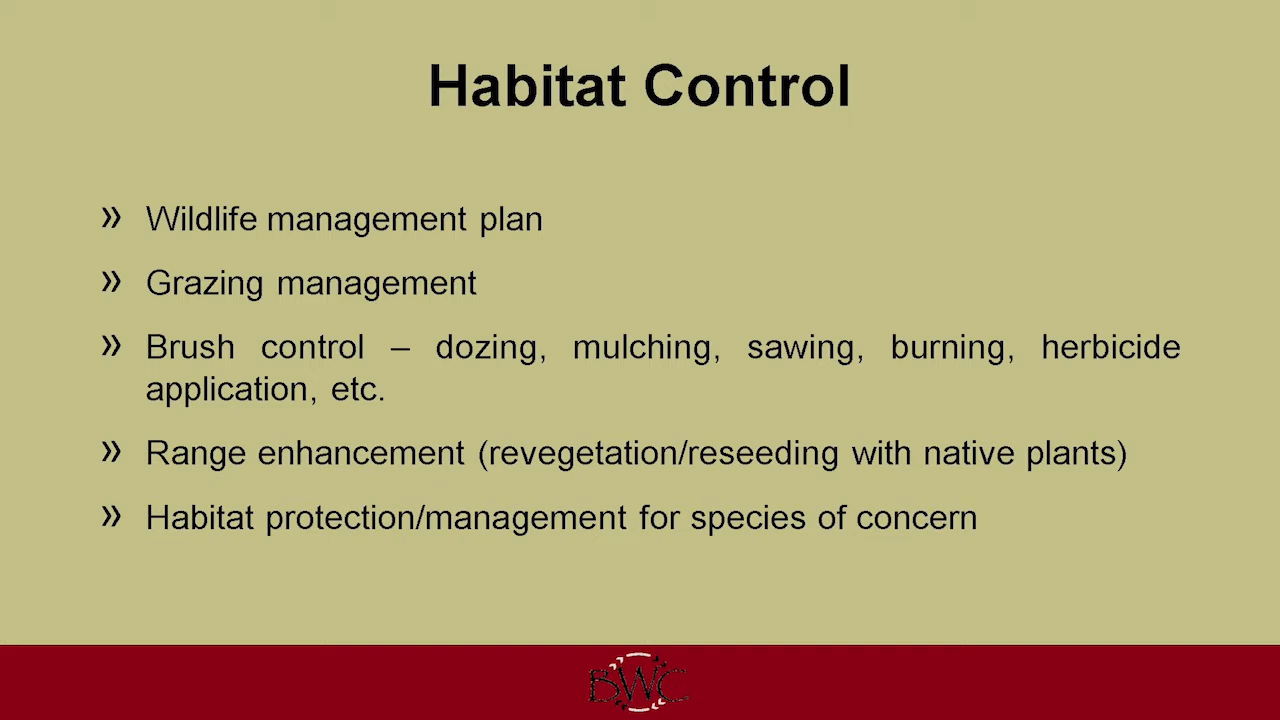 Habitat Control
» Wildlife management plan
» Grazing management
» Brush control – dozing, mulching, sawing, burning, herbicide
application, etc.
» Range enhancement (revegetation/reseeding with native plants)
» Habitat protection/management for species of concern
BWC